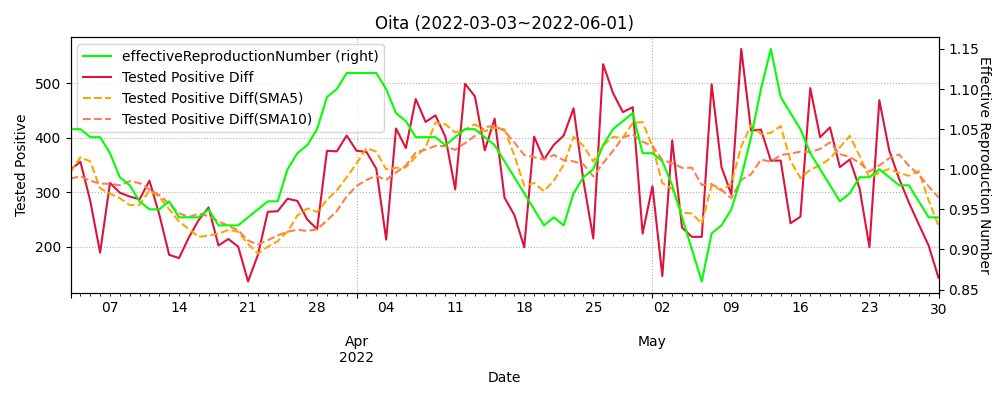 Oita (2022-03-03~2022-06-01)
effectiveReproductionNumber (right)
Tested Positive Diff
Tested Positive Diff(SMA5)
Tested Positive Diff(SMA10)
Tested Positive
500
400
300
200
1.15
1.10
1.05
1.00
0.95
0.90
0.85
Effective Reproduction Number
07 14 21 28 04 11 18 25 02 09 16 23 30
Apr May
2022
Date